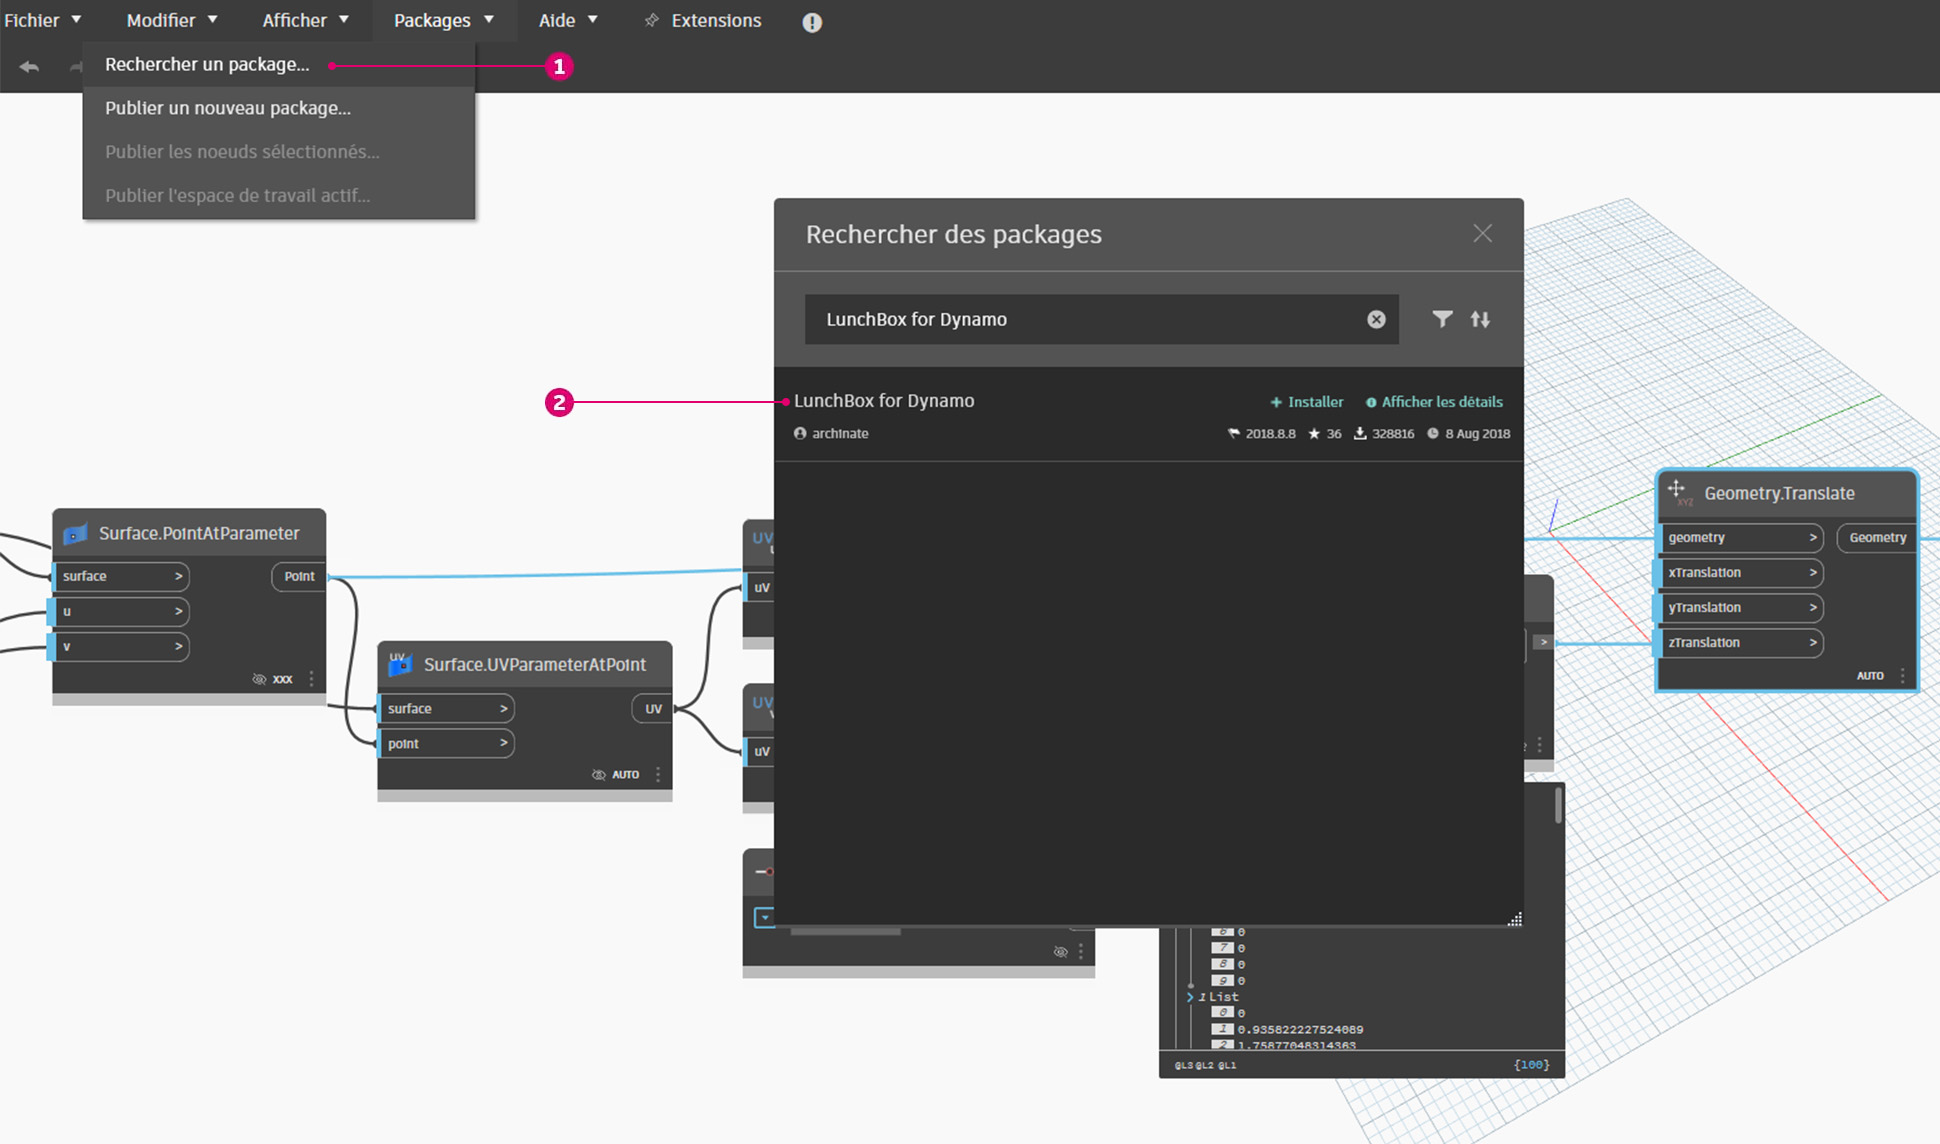 Fichier Modifier Afficher Packages Aide Extensions
Rechercher un package... 1
Publier un nouveau package...
Publier les noeuds sélectionnés...
Publier l'espace de travail actif...
Rechercher des packages
LunchBox for Dynamo
2 LunchBox for Dynamo + Installer Afficher les détails
archinate 2018.8.8 36 328816 8 Aug 2018
Surface.PointAtParameter
surface > Point
u >
v >
XXX
UV
Surface.UVParameterAtPoint
surface > UV
point >
AUTO
UV
uV
UV
uV
>
XYZ
Geometry.Translate
geometry > Geometry
xTranslation >
yTranslation >
zTranslation >
AUTO
6 0
7 0
8 0
9 0
1 List
0 0
1 0.935822227524089
2 1.75877048314363
@L3 @L2 @L1 {100}